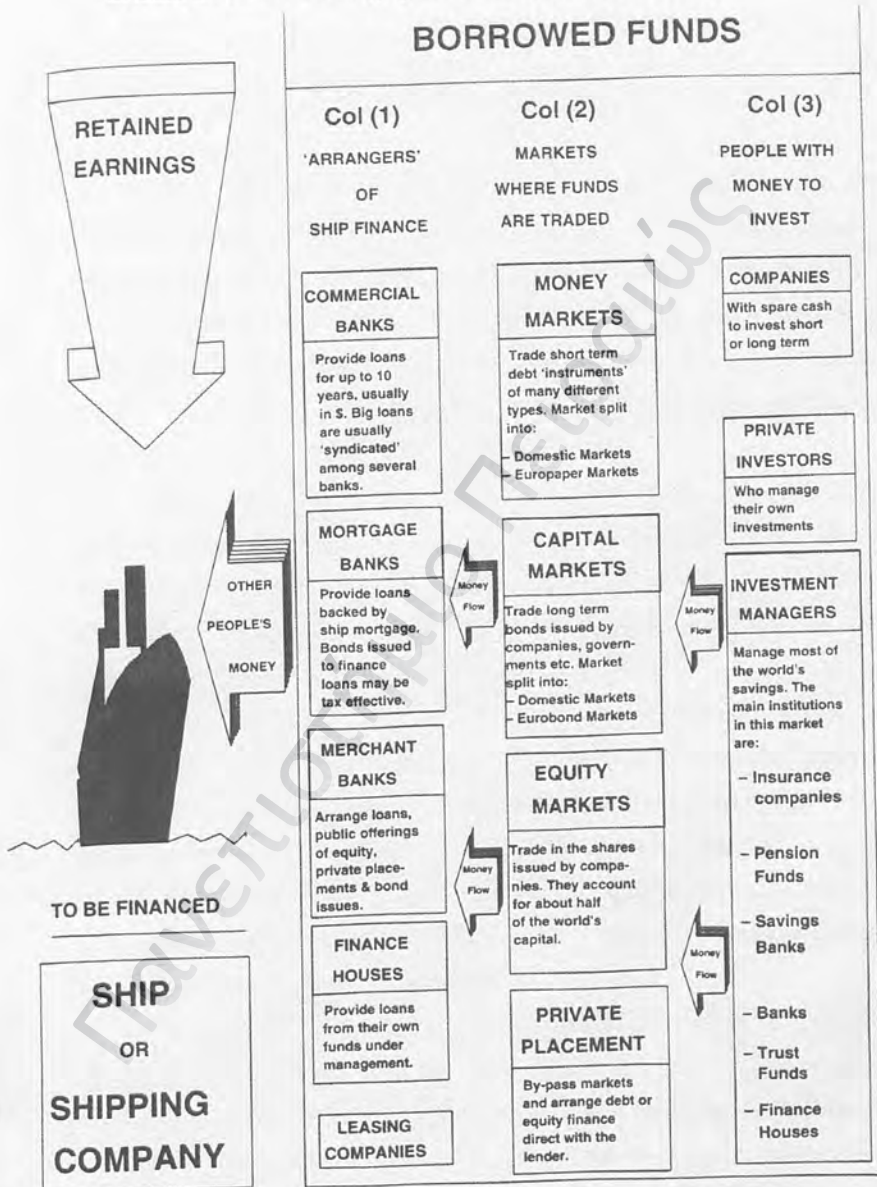 BORROWED FUNDS
RETAINED
EARNINGS
Col (1)
'ARRANGERS'
OF
SHIP FINANCE
Col (2)
MARKETS
WHERE FUNDS
ARE TRADED
Col (3)
PEOPLE WITH
MONEY TO
INVEST
COMMERCIAL
BANKS
Provide loans
for up to 10
years, usually
in $. Big loans
are usually
'syndicated'
among several
banks.
MORTGAGE
BANKS
Provide loans
backed by
ship mortgage.
Bonds issued
to finance
loans may be
tax effective.
MERCHANT
BANKS
Arrange loans,
public offerings
of equity,
private place-
ments & bond
issues.
FINANCE
HOUSES
Provide loans
from their own
funds under
management.
LEASING
COMPANIES
MONEY
MARKETS
Trade short term
debt 'instruments'
of many different
types. Market split
into:
– Domestic Markets
– Europaper Markets
CAPITAL
MARKETS
Trade long term
bonds issued by
companies, govern-
ments etc. Market
split into:
– Domestic Markets
– Eurobond Markets
EQUITY
MARKETS
Trade in the shares
issued by compa-
nies. They account
for about half
of the world's
capital.
PRIVATE
PLACEMENT
By-pass markets
and arrange debt or
equity finance
direct with the
lender.
COMPANIES
With spare cash
to invest short
or long term
PRIVATE
INVESTORS
Who manage
their own
investments
INVESTMENT
MANAGERS
Manage most of
the world's
savings. The
main institutions
in this market
are:
– Insurance
companies
– Pension
Funds
– Savings
Banks
– Banks
– Trust
Funds
– Finance
Houses
OTHER
PEOPLE'S
MONEY
Money
Flow
Money
Flow
Money
Flow
Money
Flow
TO BE FINANCED
SHIP
OR
SHIPPING
COMPANY
Πανεπιστήμιο Πειραιώς